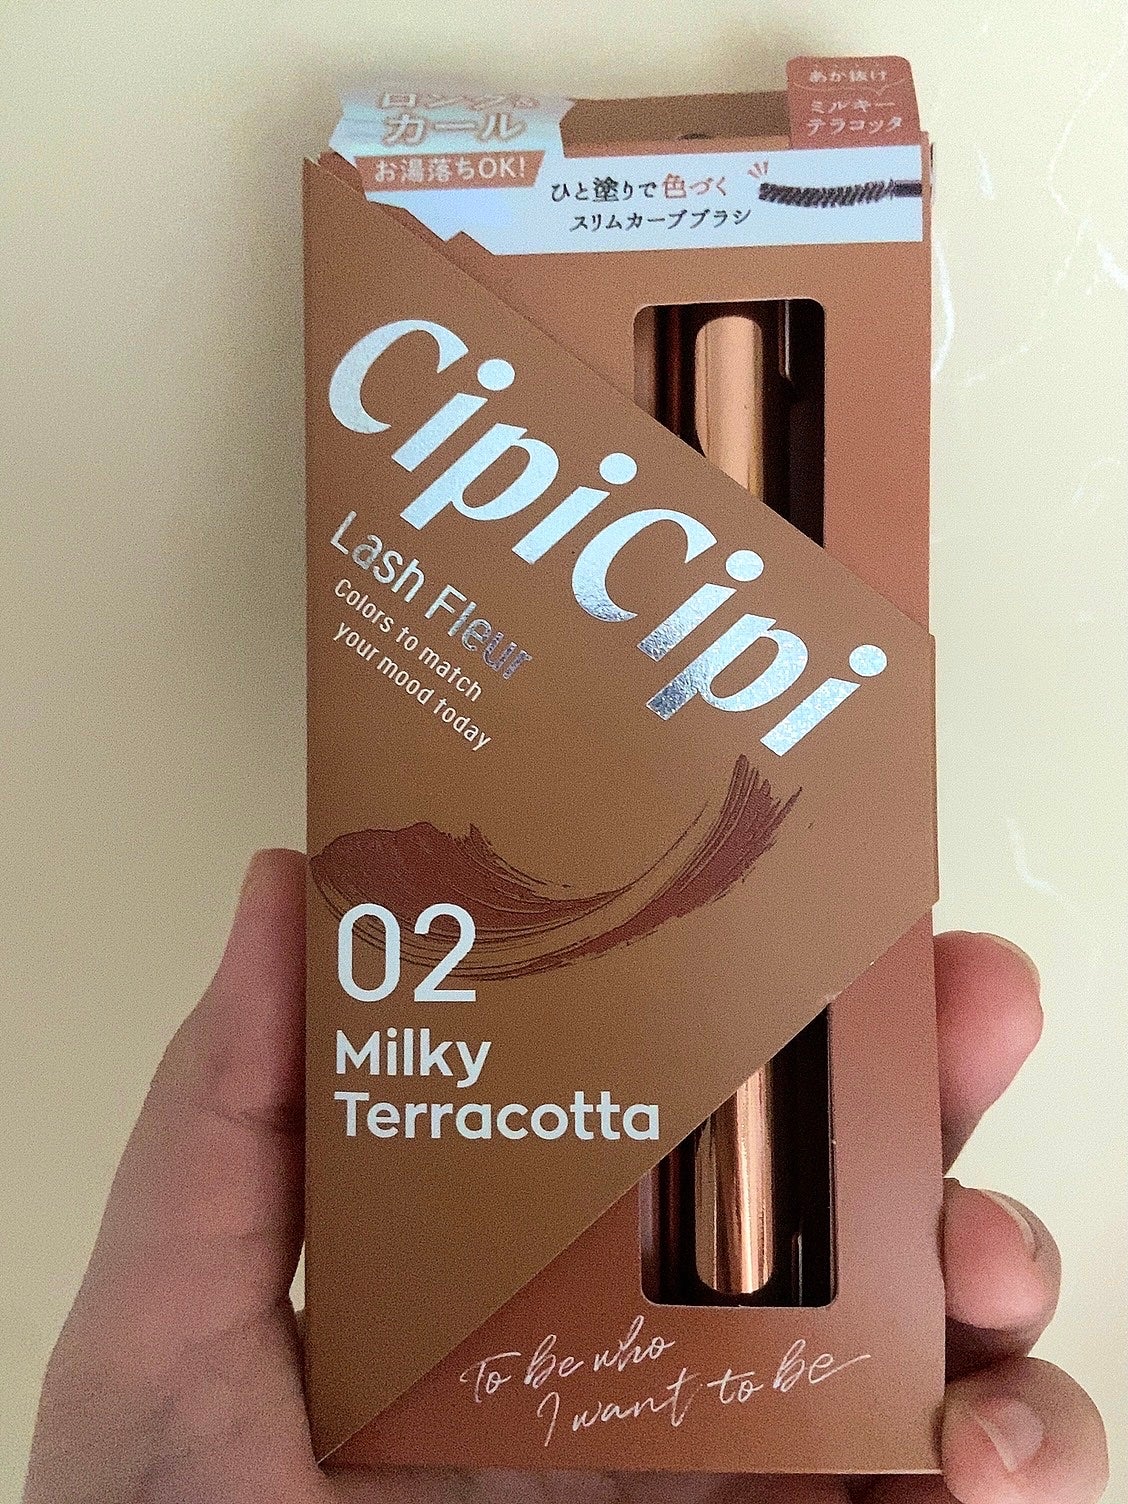 ロング&
カール
お湯落ちOK!
あか抜け
ミルキー
テラコッタ
ひと塗りで色づく
スリムカーブブラシ
CipiCipi
Lash Fleur
Colors to match
your mood today
02
Milky
Terracotta
To be who
I want to be